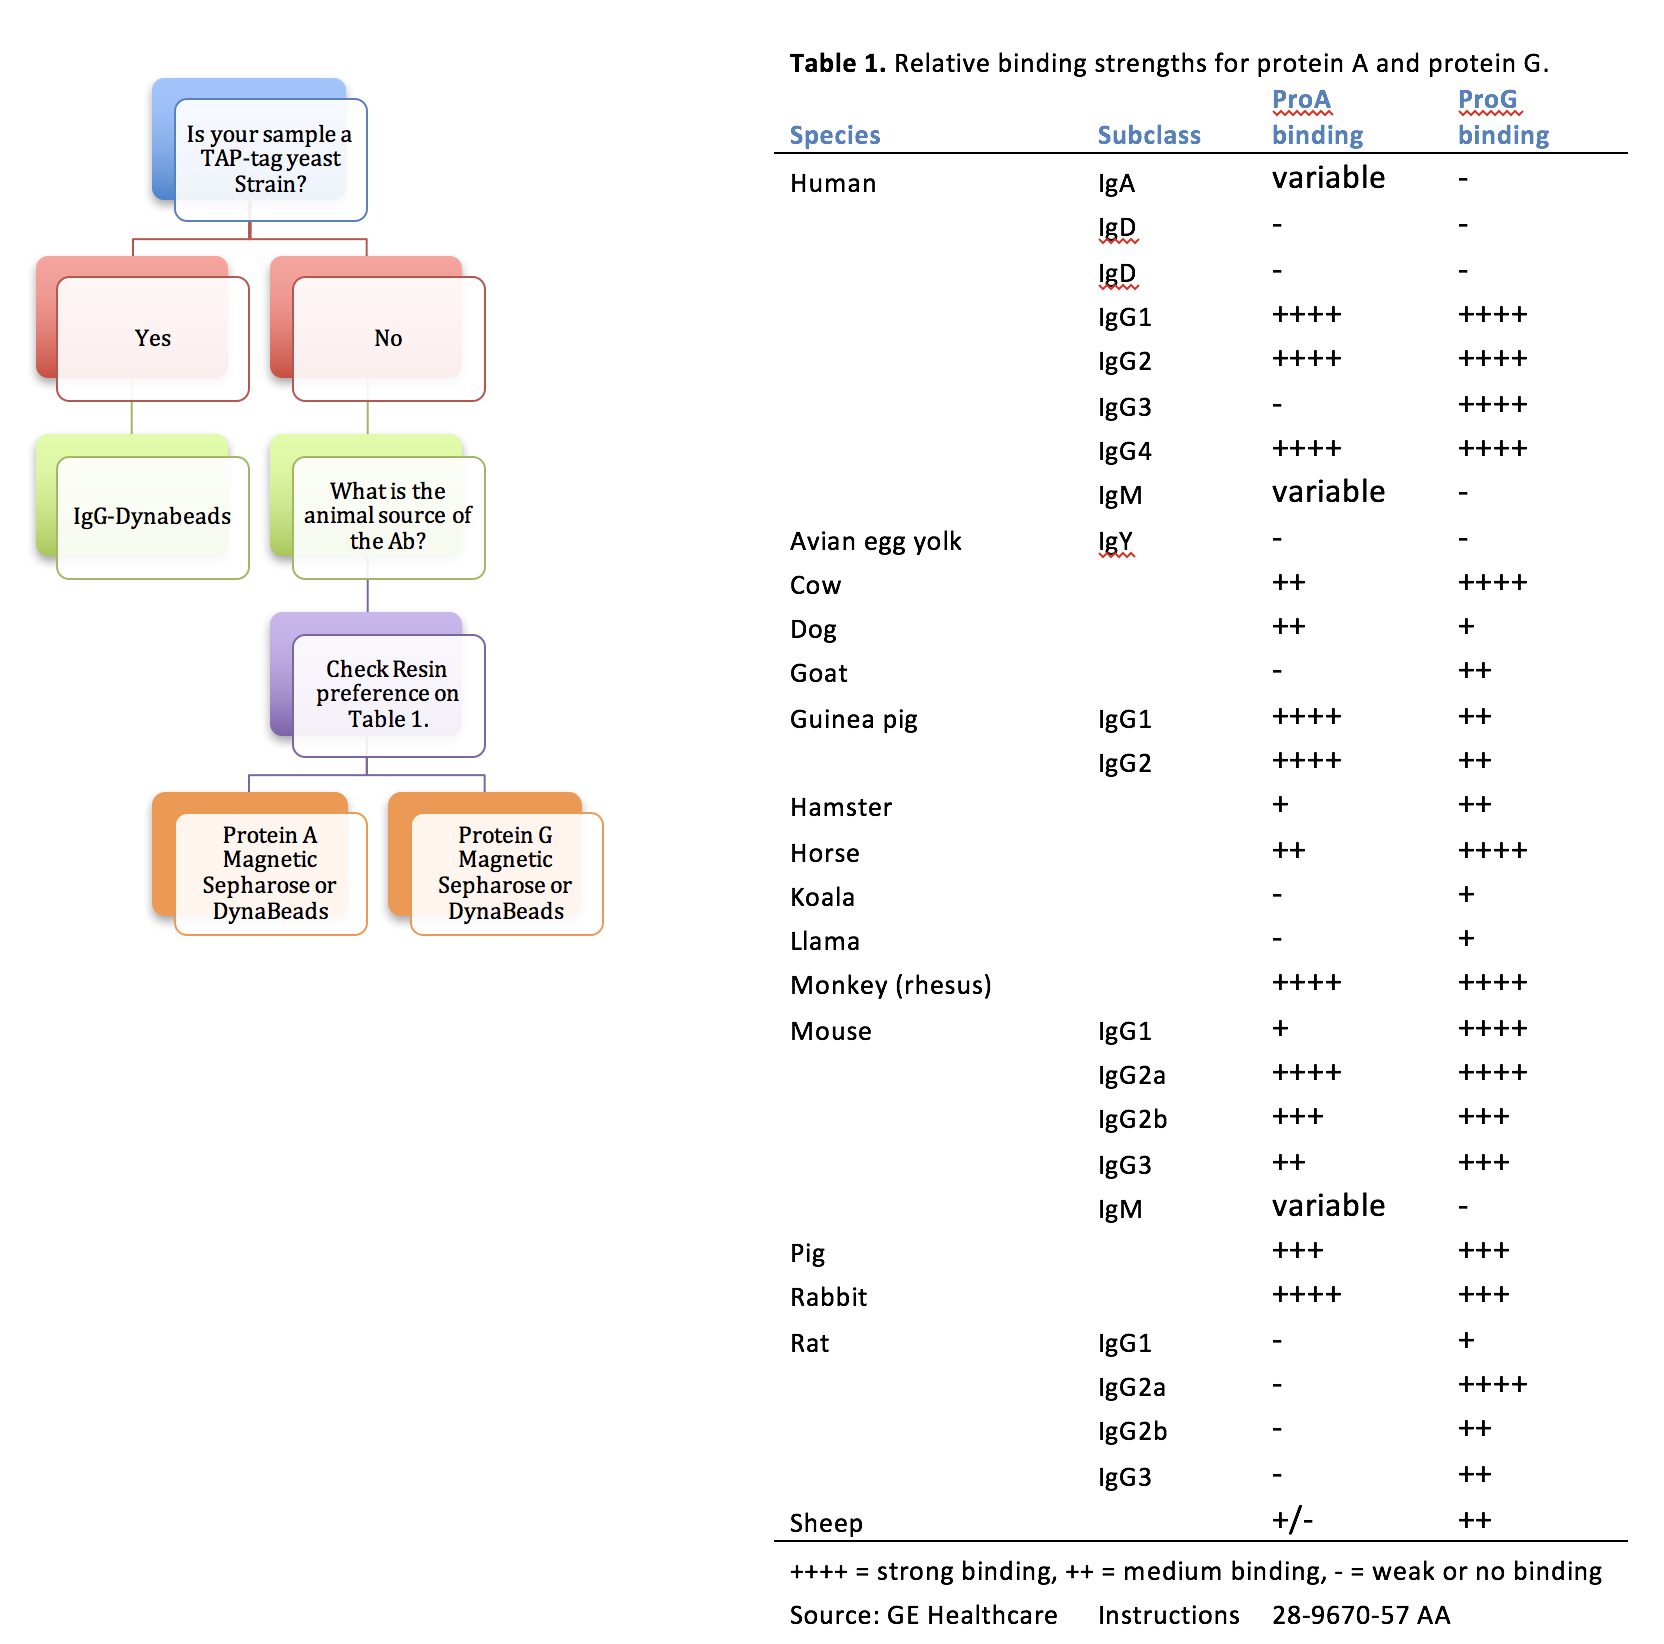 Is your sample a
TAP-tag yeast
Strain?
Yes
No
IgG-Dynabeads
What is the
animal source of
the Ab?
Check Resin
preference on
Table 1.
Protein A
Magnetic
Sepharose or
DynaBeads
Protein G
Magnetic
Sepharose or
DynaBeads
Table 1. Relative binding strengths for protein A and protein G.
Species Subclass ProA binding ProG binding
Human IgA variable -
IgD - -
IgD - -
IgG1 ++++ ++++
IgG2 ++++ ++++
IgG3 - ++++
IgG4 ++++ ++++
IgM variable -
Avian egg yolk IgY - -
Cow ++ ++++
Dog ++ +
Goat - ++
Guinea pig IgG1 ++++ ++
IgG2 ++++ ++
Hamster + ++
Horse ++ ++++
Koala - +
Llama - +
Monkey (rhesus) ++++ ++++
Mouse IgG1 + ++++
IgG2a ++++ ++++
IgG2b +++ +++
IgG3 ++ +++
IgM variable -
Pig +++ +++
Rabbit ++++ +++
Rat IgG1 - +
IgG2a - ++++
IgG2b - ++
IgG3 - ++
Sheep +/- ++
++++ = strong binding, ++ = medium binding, - = weak or no binding
Source: GE Healthcare Instructions 28-9670-57 AA